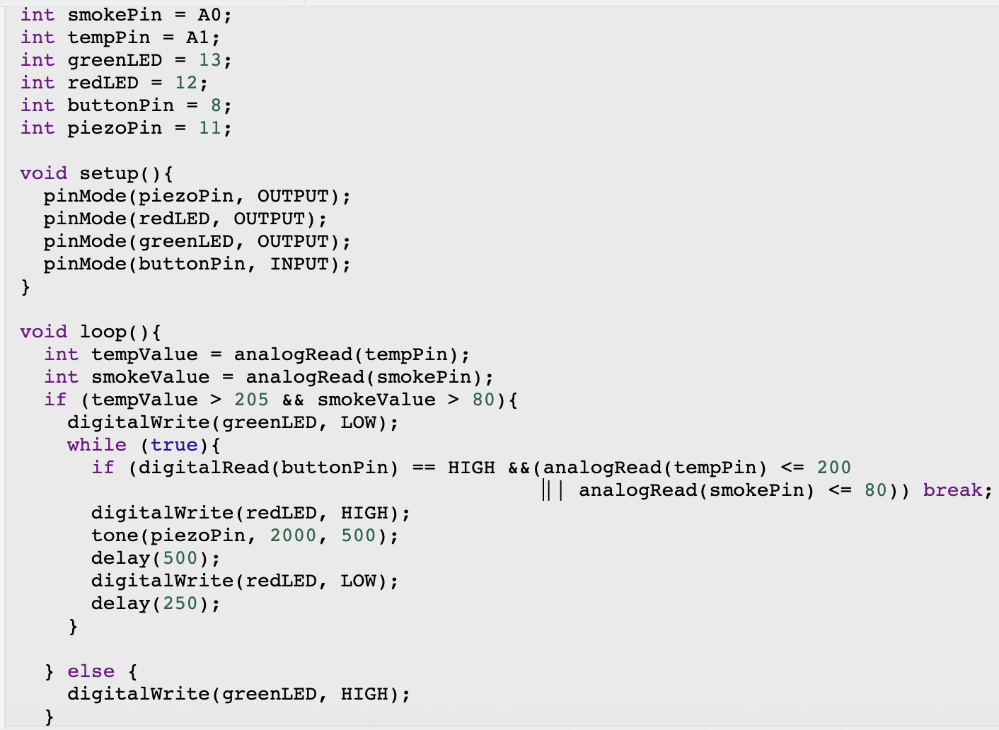 int smokePin = A0;
int tempPin = A1;
int greenLED = 13;
int redLED = 12;
int buttonPin = 8;
int piezoPin = 11;

void setup(){
  pinMode(piezoPin, OUTPUT);
  pinMode(redLED, OUTPUT);
  pinMode(greenLED, OUTPUT);
  pinMode(buttonPin, INPUT);
}

void loop(){
  int tempValue = analogRead(tempPin);
  int smokeValue = analogRead(smokePin);
  if (tempValue > 205 && smokeValue > 80){
    digitalWrite(greenLED, LOW);
    while (true){
      if (digitalRead(buttonPin) == HIGH &&(analogRead(tempPin) <= 200
                                            || analogRead(smokePin) <= 80)) break;
      digitalWrite(redLED, HIGH);
      tone(piezoPin, 2000, 500);
      delay(500);
      digitalWrite(redLED, LOW);
      delay(250);
    }

  } else {
    digitalWrite(greenLED, HIGH);
  }